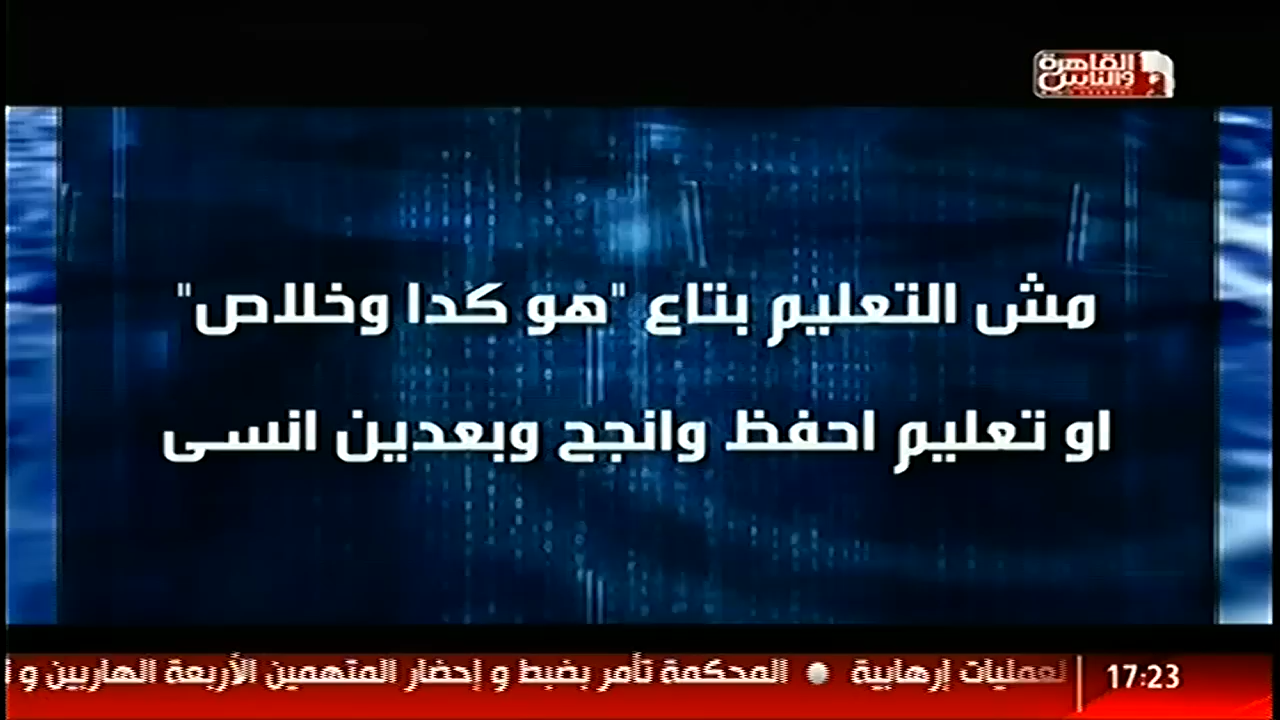 القاهرة
والناس
مش التعليم بتاع "هو كدا وخلاص"
او تعليم احفظ وانجح وبعدين انسى
17:23
لعمليات إرهابية ● المحكمة تأمر بضبط و إحضار المتهمين الأربعة الهاربين و